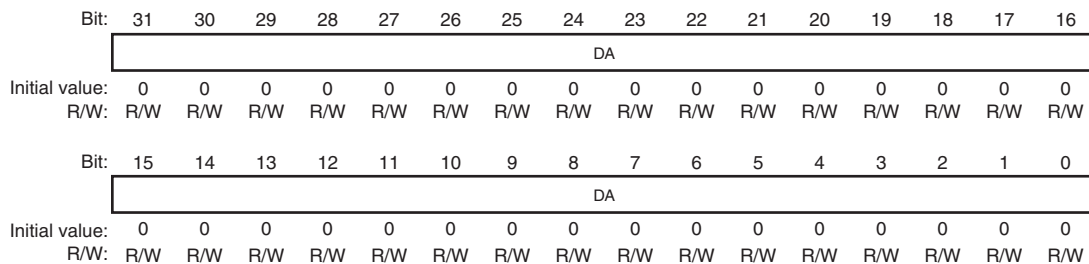 Bit: 31 30 29 28 27 26 25 24 23 22 21 20 19 18 17 16
DA
Initial value: 0 0 0 0 0 0 0 0 0 0 0 0 0 0 0 0
R/W: R/W R/W R/W R/W R/W R/W R/W R/W R/W R/W R/W R/W R/W R/W R/W R/W
Bit: 15 14 13 12 11 10 9 8 7 6 5 4 3 2 1 0
DA
Initial value: 0 0 0 0 0 0 0 0 0 0 0 0 0 0 0 0
R/W: R/W R/W R/W R/W R/W R/W R/W R/W R/W R/W R/W R/W R/W R/W R/W R/W